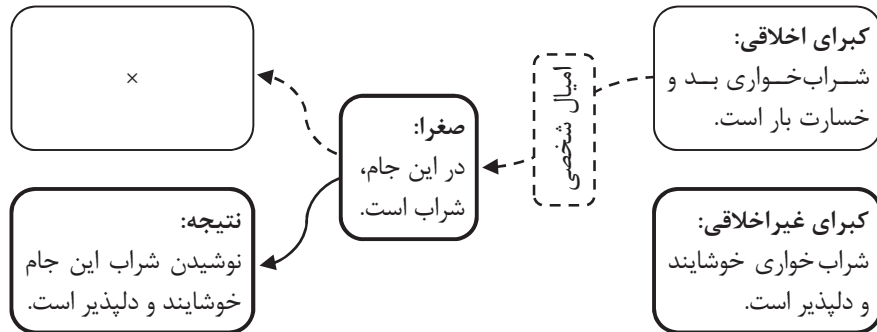 کبرای اخلاقی:
شراب‌خواری بد و
خسارت بار است.
امیال شخصی
×
صغرا:
در این جام،
شراب است.
کبرای غیراخلاقی:
شراب خواری خوشایند
و دلپذیر است.
نتیجه:
نوشیدن شراب این جام
خوشایند و دلپذیر است.